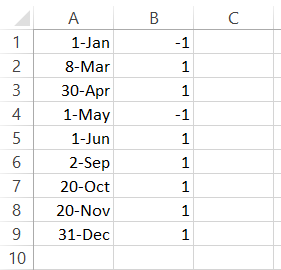 A B C
1 1-Jan -1
2 8-Mar 1
3 30-Apr 1
4 1-May -1
5 1-Jun 1
6 2-Sep 1
7 20-Oct 1
8 20-Nov 1
9 31-Dec 1
10